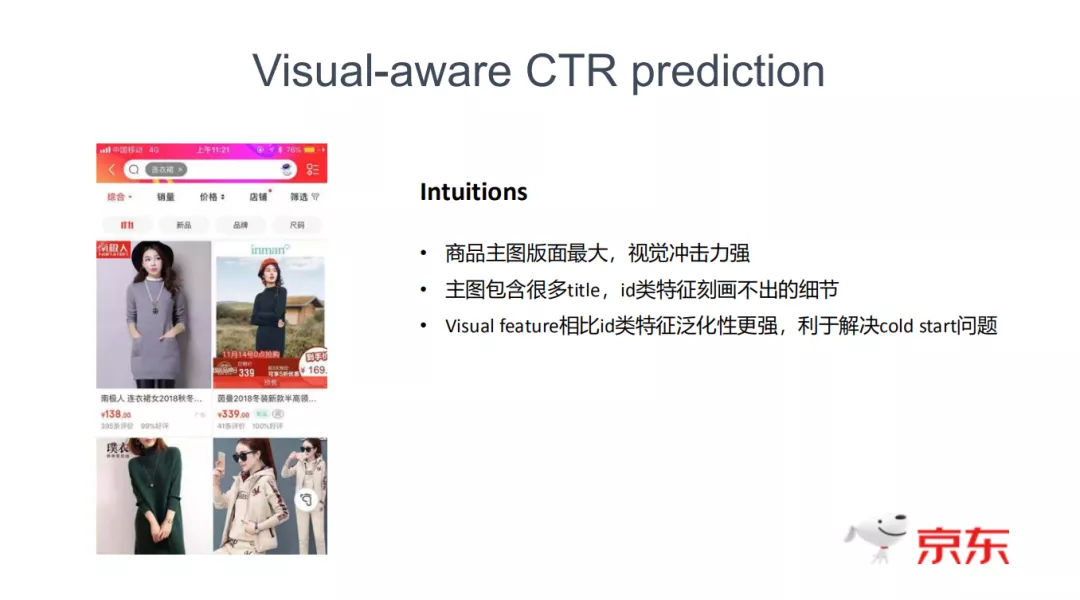 Visual-aware CTR prediction
中国移动 4G 上午11:21 76%
连衣裙 ×
综合 销量 价格 店铺 筛选
新品 品牌 尺码
南极人
inman
11月14号0点抢购
339
到手价
¥169.
南极人 连衣裙女2018秋冬...
茵曼2018冬装新款半高领...
¥138.00 广告
¥339.00
395条评价 99%好评
41条评价 100%好评
璞衣
Intuitions
• 商品主图版面最大，视觉冲击力强
• 主图包含很多title，id类特征刻画不出的细节
• Visual feature相比id类特征泛化性更强，利于解决cold start问题
京东